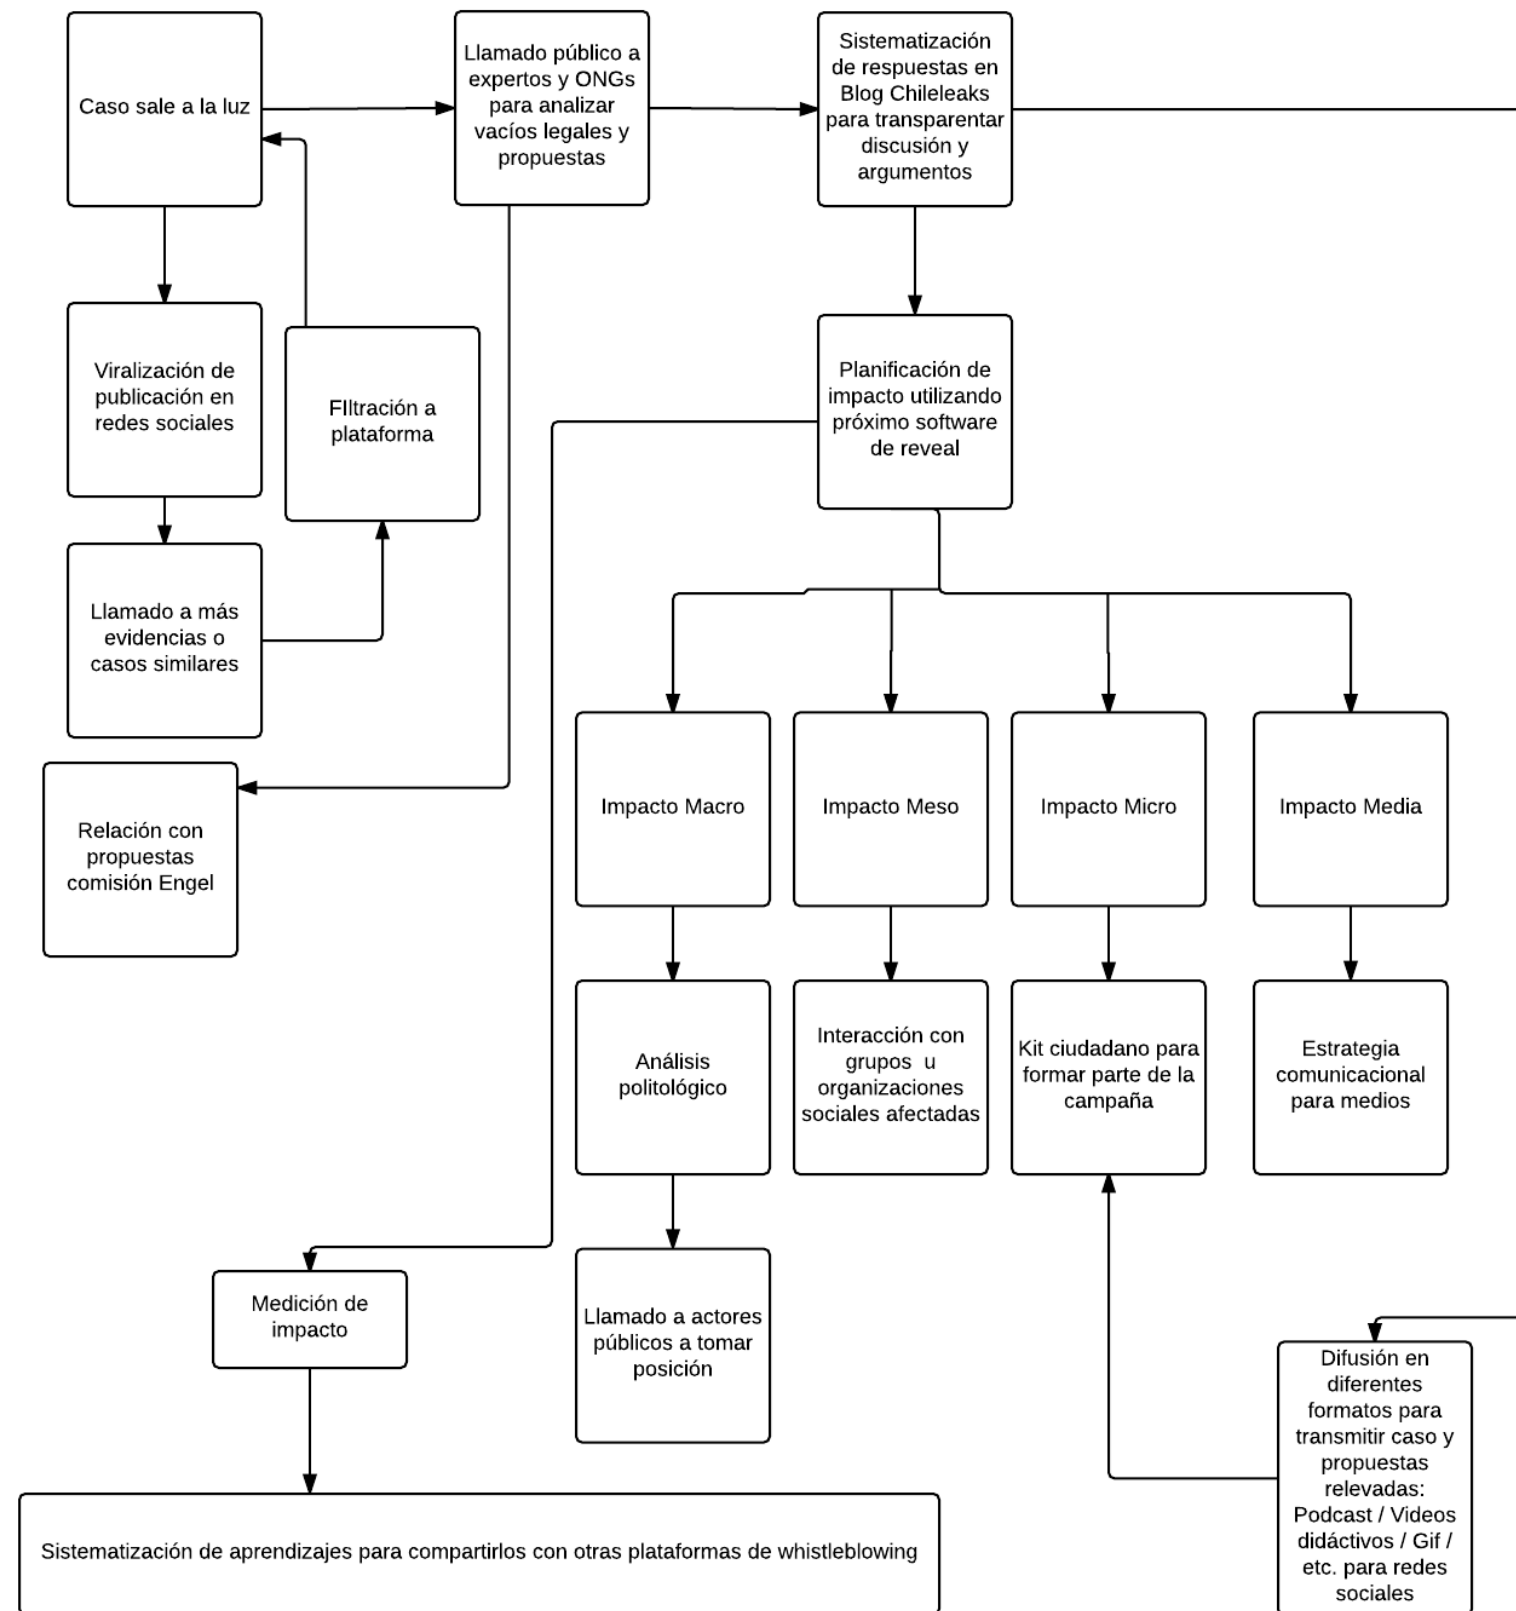 Caso sale a la luz
Llamado público a
expertos y ONGs
para analizar
vacíos legales y
propuestas
Sistematización
de respuestas en
Blog Chileleaks
para transparentar
discusión y
argumentos
Viralización de
publicación en
redes sociales
FIltración a
plataforma
Planificación de
impacto utilizando
próximo software
de reveal
Llamado a más
evidencias o
casos similares
Relación con
propuestas
comisión Engel
Impacto Macro
Impacto Meso
Impacto Micro
Impacto Media
Análisis
politológico
Interacción con
grupos  u
organizaciones
sociales afectadas
Kit ciudadano para
formar parte de la
campaña
Estrategia
comunicacional
para medios
Medición de
impacto
Llamado a actores
públicos a tomar
posición
Difusión en
diferentes
formatos para
transmitir caso y
propuestas
relevadas:
Podcast / Videos
didáctivos / Gif /
etc. para redes
sociales
Sistematización de aprendizajes para compartirlos con otras plataformas de whistleblowing